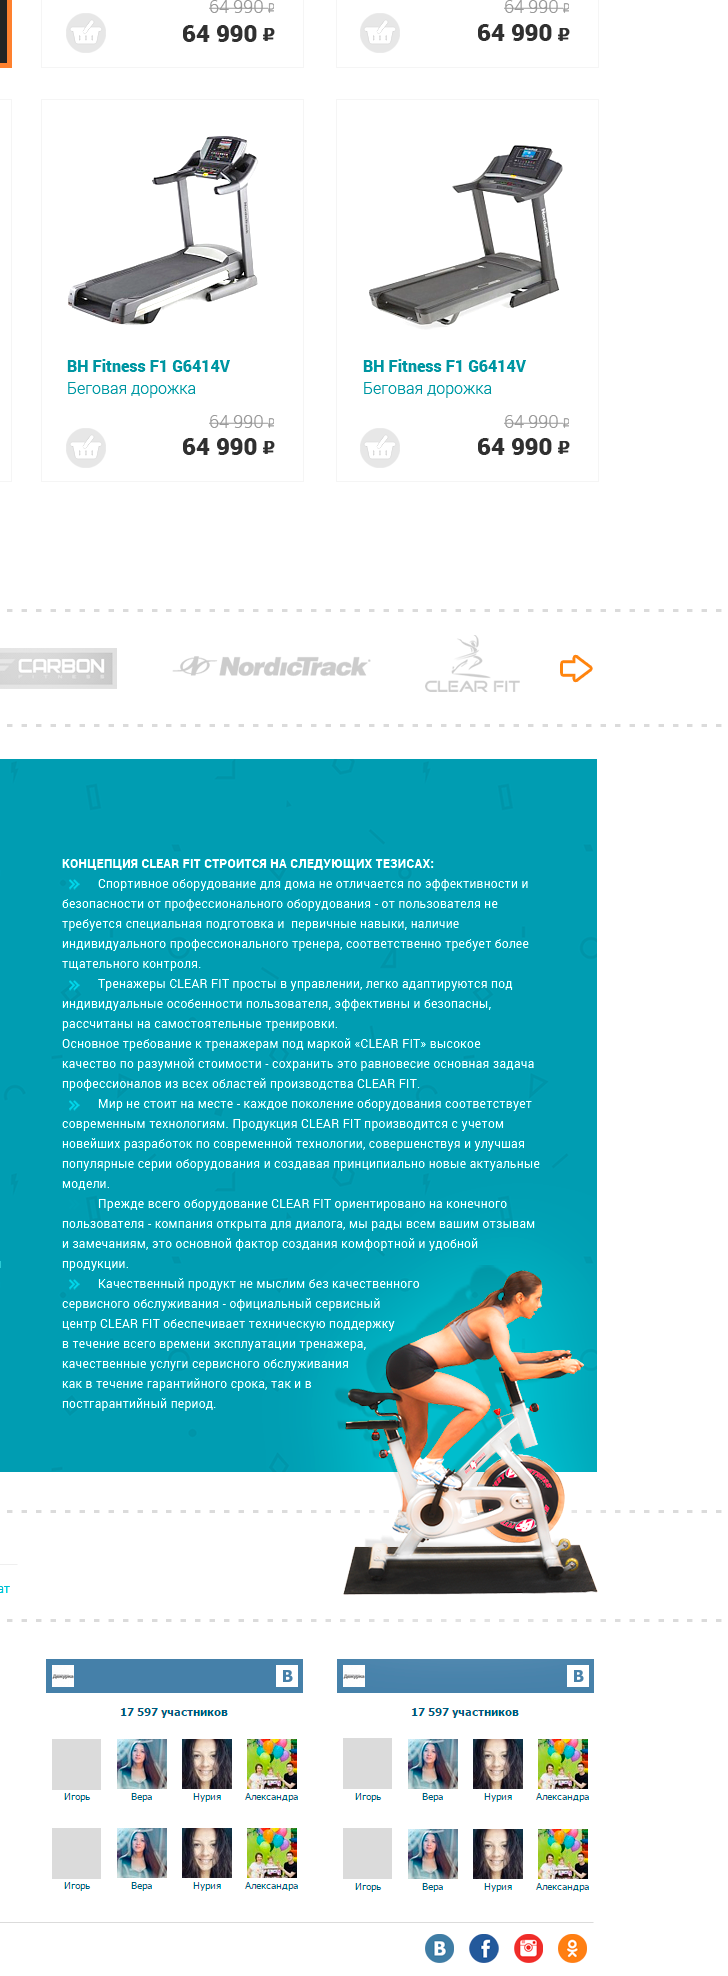 64 990 ₽
64 990 ₽
64 990 ₽
64 990 ₽
BH Fitness F1 G6414V
Беговая дорожка
64 990 ₽
64 990 ₽
BH Fitness F1 G6414V
Беговая дорожка
64 990 ₽
64 990 ₽
CARBON
FITNESS
NordicTrack
CLEAR FIT
КОНЦЕПЦИЯ CLEAR FIT СТРОИТСЯ НА СЛЕДУЮЩИХ ТЕЗИСАХ:
Спортивное оборудование для дома не отличается по эффективности и
безопасности от профессионального оборудования - от пользователя не
требуется специальная подготовка и первичные навыки, наличие
индивидуального профессионального тренера, соответственно требует более
тщательного контроля.
Тренажеры CLEAR FIT просты в управлении, легко адаптируются под
индивидуальные особенности пользователя, эффективны и безопасны,
рассчитаны на самостоятельные тренировки.
Основное требование к тренажерам под маркой «CLEAR FIT» высокое
качество по разумной стоимости - сохранить это равновесие основная задача
профессионалов из всех областей производства CLEAR FIT.
Мир не стоит на месте - каждое поколение оборудования соответствует
современным технологиям. Продукция CLEAR FIT производится с учетом
новейших разработок по современной технологии, совершенствуя и улучшая
популярные серии оборудования и создавая принципиально новые актуальные
модели.
Прежде всего оборудование CLEAR FIT ориентировано на конечного
пользователя - компания открыта для диалога, мы рады всем вашим отзывам
и замечаниям, это основной фактор создания комфортной и удобной
продукции.
Качественный продукт не мыслим без качественного
сервисного обслуживания - официальный сервисный
центр CLEAR FIT обеспечивает техническую поддержку
в течение всего времени эксплуатации тренажера,
качественные услуги сервисного обслуживания
как в течение гарантийного срока, так и в
постгарантийный период.
ат
В
В
17 597 участников
17 597 участников
Игорь Вера Нурия Александра
Игорь Вера Нурия Александра
Игорь Вера Нурия Александра
Игорь Вера Нурия Александра
В f